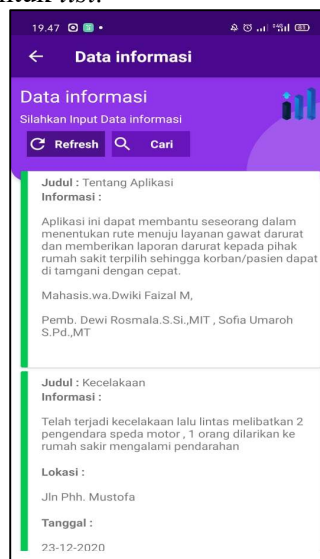 19.47
Data informasi
Data informasi
Silahkan Input Data informasi
Refresh Cari
Judul : Tentang Aplikasi
Informasi :
Aplikasi ini dapat membantu seseorang dalam
menentukan rute menuju layanan gawat darurat
dan memberikan laporan darurat kepada pihak
rumah sakit terpilih sehingga korban/pasien dapat
di tamgani dengan cepat.
Mahasis.wa.Dwiki Faizal M,
Pemb. Dewi Rosmala.S.Si.,MIT , Sofia Umaroh
S.Pd.,MT
Judul : Kecelakaan
Informasi :
Telah terjadi kecelakaan lalu lintas melibatkan 2
pengendara speda motor , 1 orang dilarikan ke
rumah sakir mengalami pendarahan
Lokasi :
Jln Phh. Mustofa
Tanggal :
23-12-2020